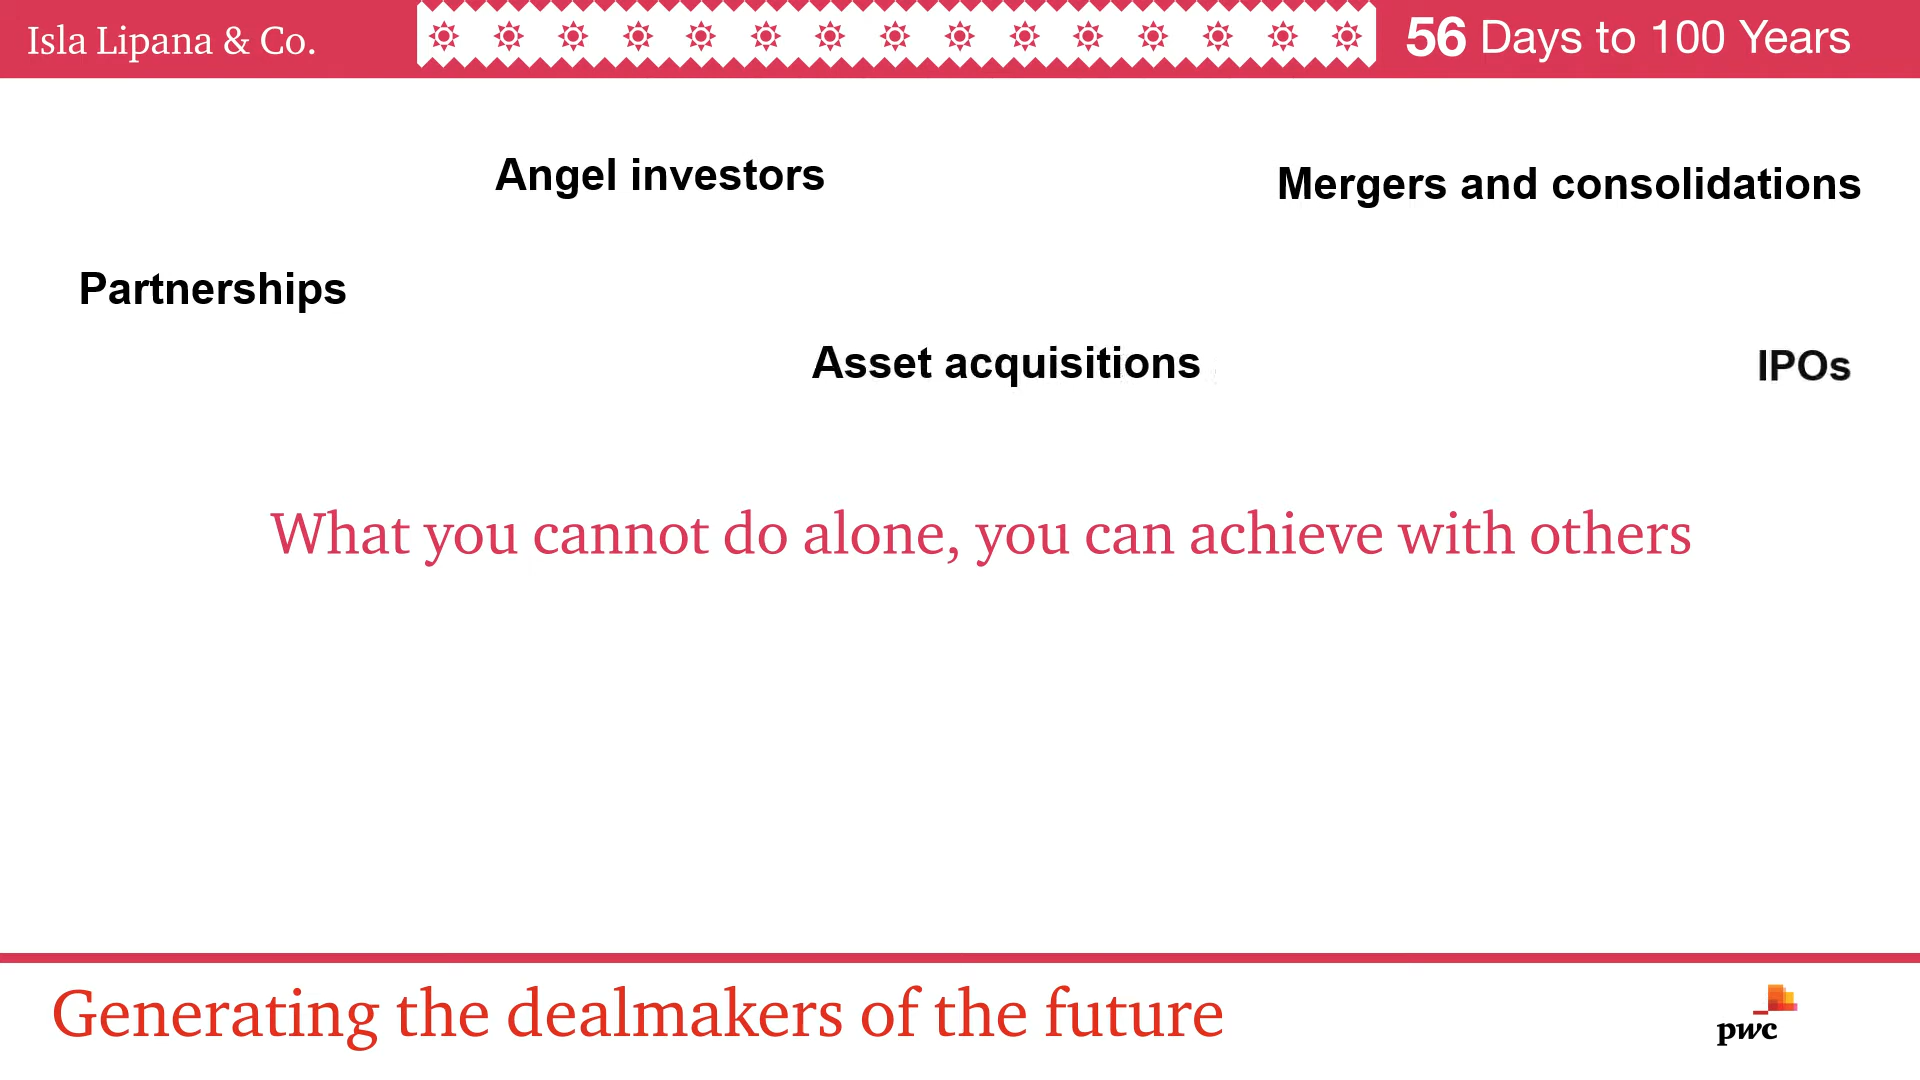 Isla Lipana & Co.
56 Days to 100 Years
Angel investors
Mergers and consolidations
Partnerships
Asset acquisitions
IPOs
What you cannot do alone, you can achieve with others
Generating the dealmakers of the future
pwc